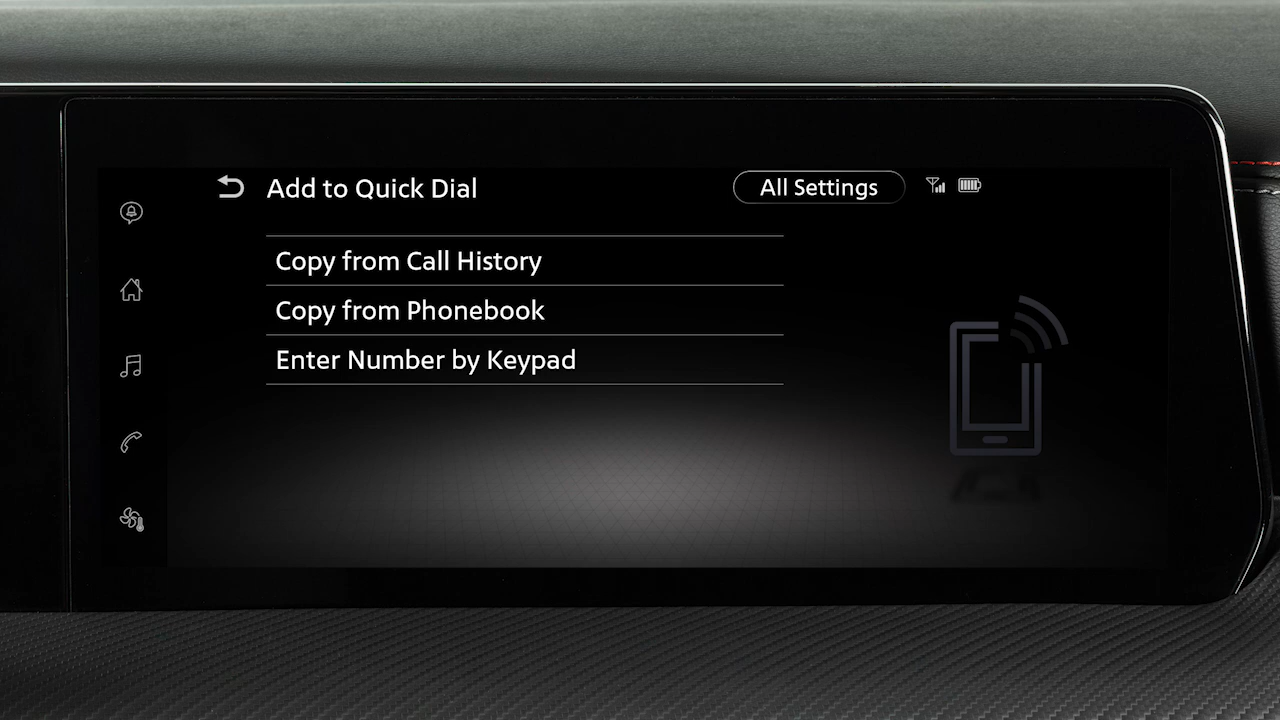 Add to Quick Dial
All Settings
Copy from Call History
Copy from Phonebook
Enter Number by Keypad